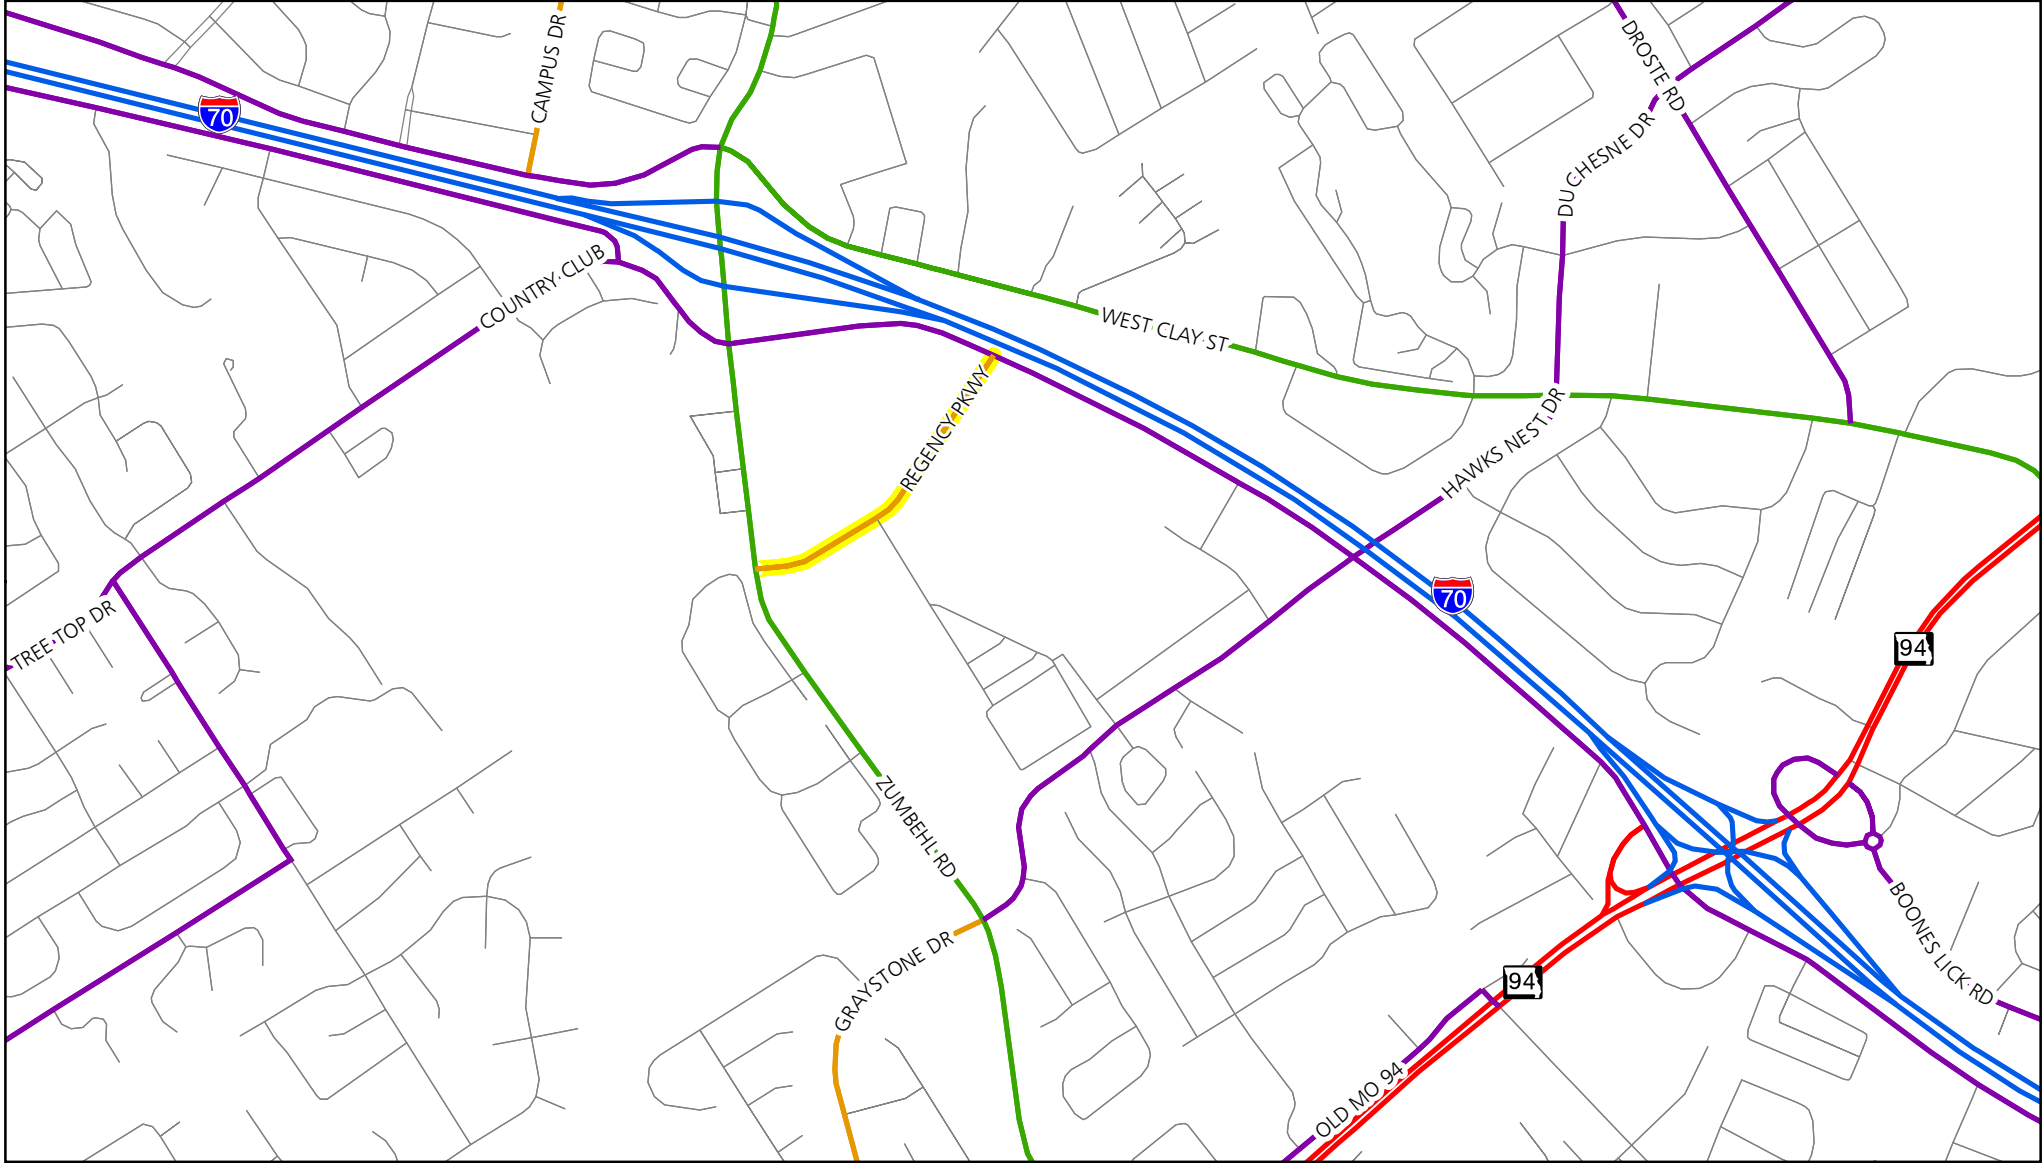 CAMPUS DR
DROSTE RD
70
DUCHESNE DR
COUNTRY CLUB
WEST CLAY ST
REGENCY PKWY
HAWKS NEST DR
70
TREE TOP DR
94
ZUMBEHL RD
BOONES LICK RD
GRAYSTONE DR
94
OLD MO 94